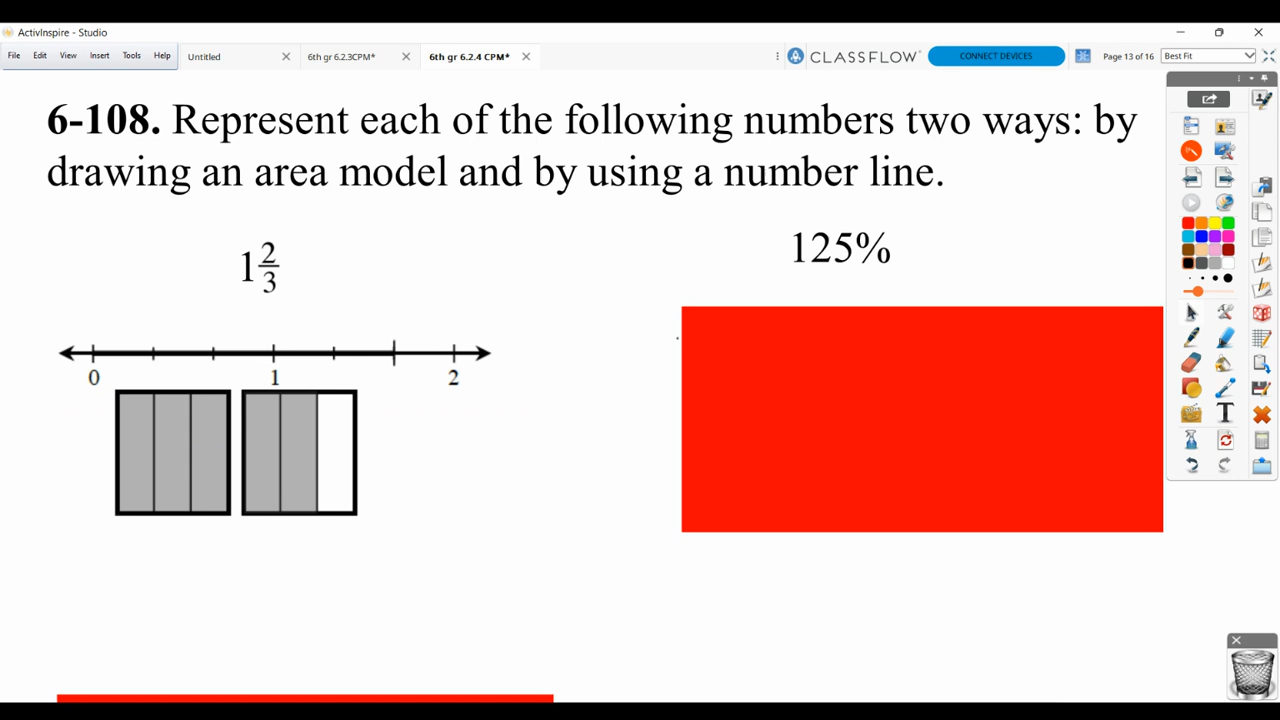 ActivInspire - Studio
File Edit View Insert Tools Help
Untitled
6th gr 6.2.3CPM*
6th gr 6.2.4 CPM*
CLASSFLOW
CONNECT DEVICES
Page 13 of 16
Best Fit
6-108. Represent each of the following numbers two ways: by
drawing an area model and by using a number line.
1 2/3
125%
0 1 2
T